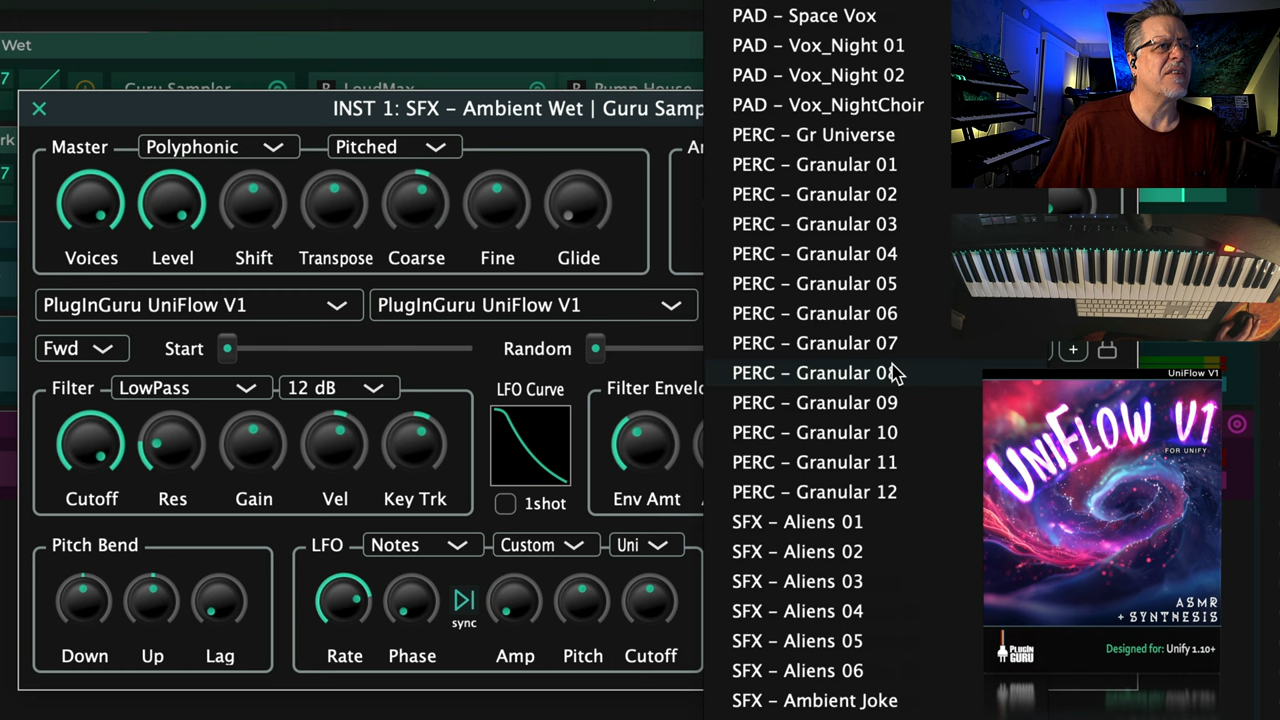 Wet
7
Guru Sampler
R LoudMax
R Pump House
INST 1: SFX – Ambient Wet | Guru Samp
rk
7
Master
Polyphonic
Pitched
Voices
Level
Shift
Transpose
Coarse
Fine
Glide
PlugInGuru UniFlow V1
PlugInGuru UniFlow V1
Fwd
Start
Random
Filter
LowPass
12 dB
LFO Curve
Filter Envelo
Cutoff
Res
Gain
Vel
Key Trk
1shot
Env Amt
Pitch Bend
LFO
Notes
Custom
Uni
sync
Down
Up
Lag
Rate
Phase
Amp
Pitch
Cutoff
PAD – Space Vox
PAD – Vox_Night 01
PAD – Vox_Night 02
PAD – Vox_NightChoir
PERC – Gr Universe
PERC – Granular 01
PERC – Granular 02
PERC – Granular 03
PERC – Granular 04
PERC – Granular 05
PERC – Granular 06
PERC – Granular 07
PERC – Granular 08
PERC – Granular 09
PERC – Granular 10
PERC – Granular 11
PERC – Granular 12
SFX – Aliens 01
SFX – Aliens 02
SFX – Aliens 03
SFX – Aliens 04
SFX – Aliens 05
SFX – Aliens 06
SFX – Ambient Joke
UniFlow V1
UNIFLOW V1
FOR UNIFY
ASMR
+ SYNTHESIS
PLUGIN
GURU
Designed for: Unify 1.10+